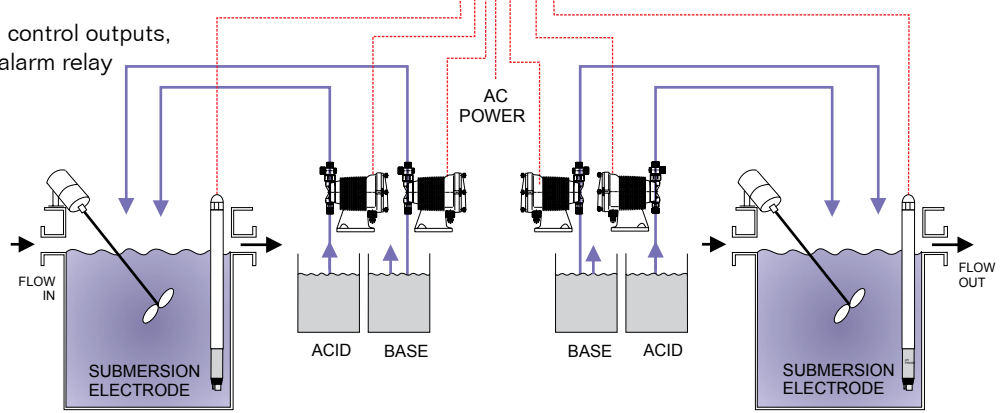 control outputs,
alarm relay
AC
POWER
FLOW
IN
SUBMERSION
ELECTRODE
ACID
BASE
BASE
ACID
SUBMERSION
ELECTRODE
FLOW
OUT